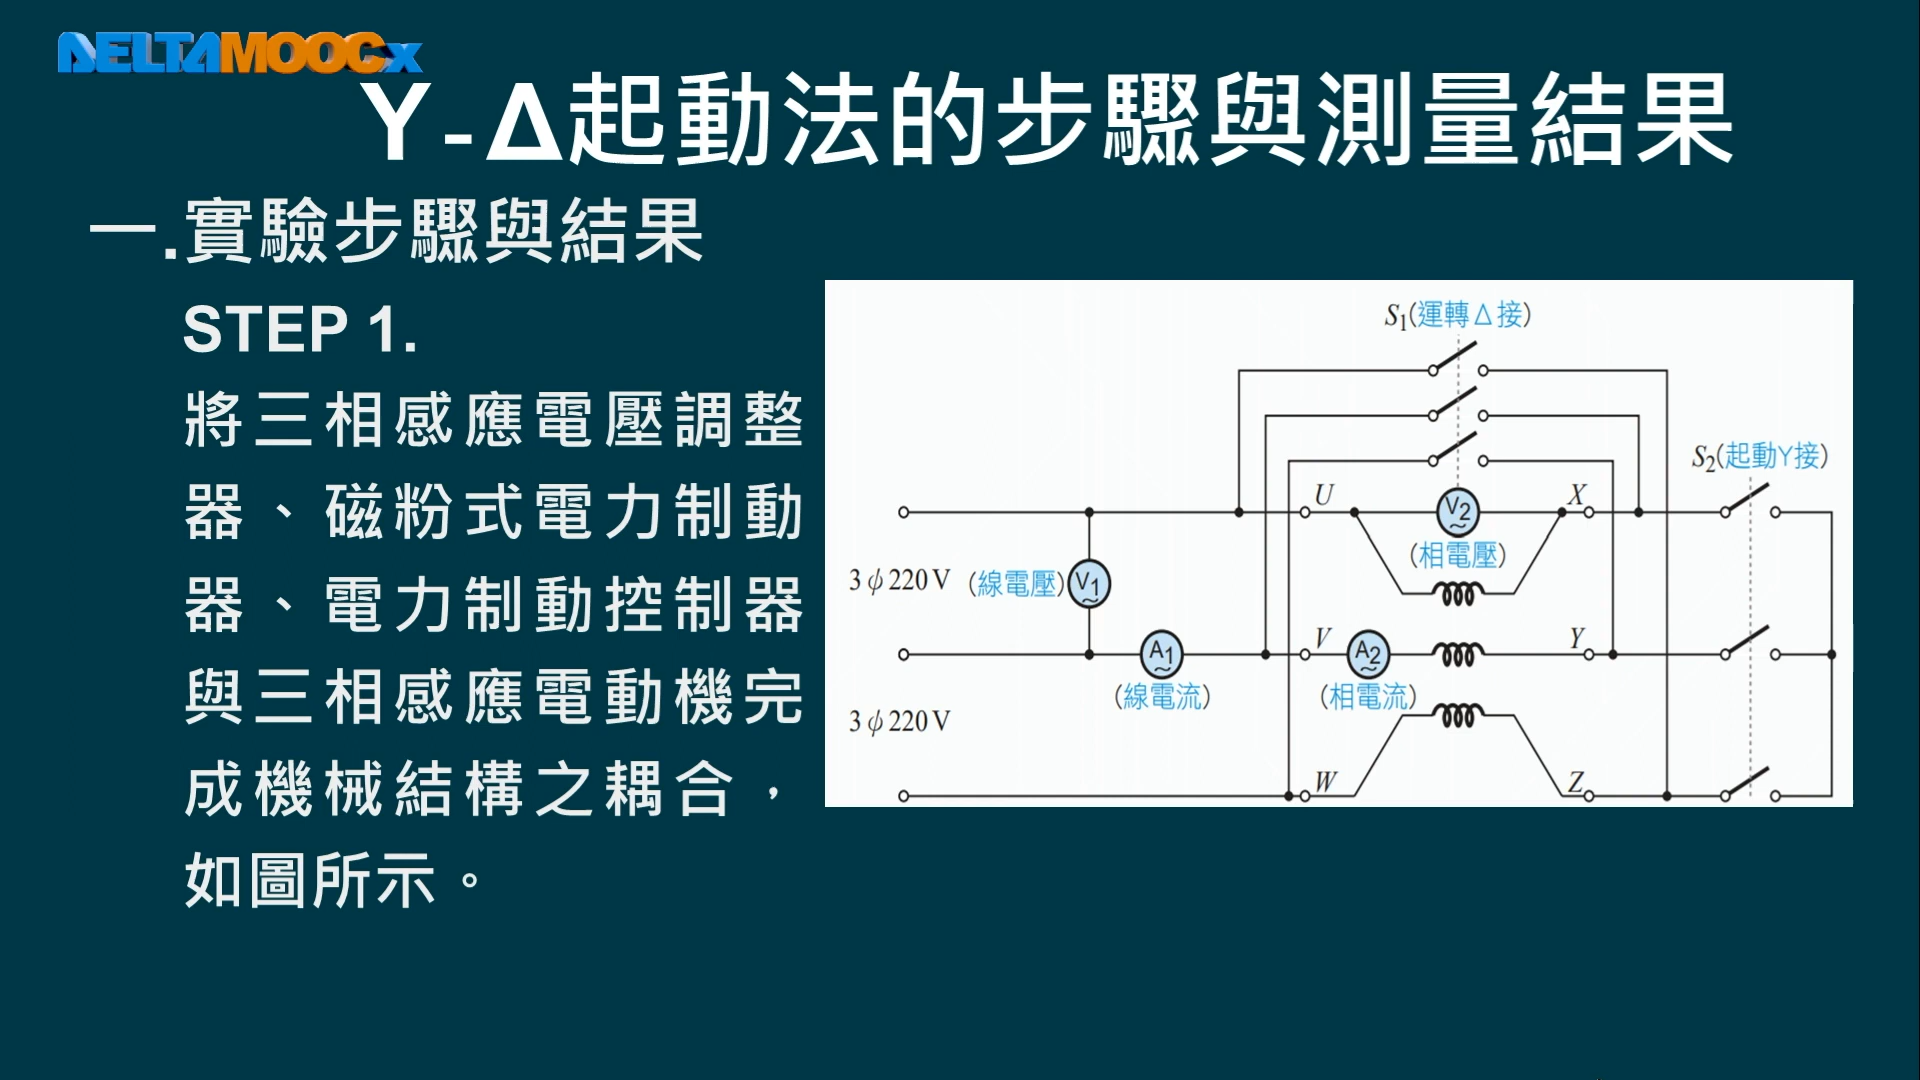 DELTAMOOCx
Y-Δ起動法的步驟與測量結果
一.實驗步驟與結果
STEP 1.
將三相感應電壓調整
器、磁粉式電力制動
器、電力制動控制器
與三相感應電動機完
成機械結構之耦合，
如圖所示。
S1(運轉Δ接)
S2(起動Y接)
U
V2
X
(相電壓)
3ψ220V
(線電壓)
V1
V
Y
A1
A2
(線電流)
(相電流)
3ψ220V
W
Z